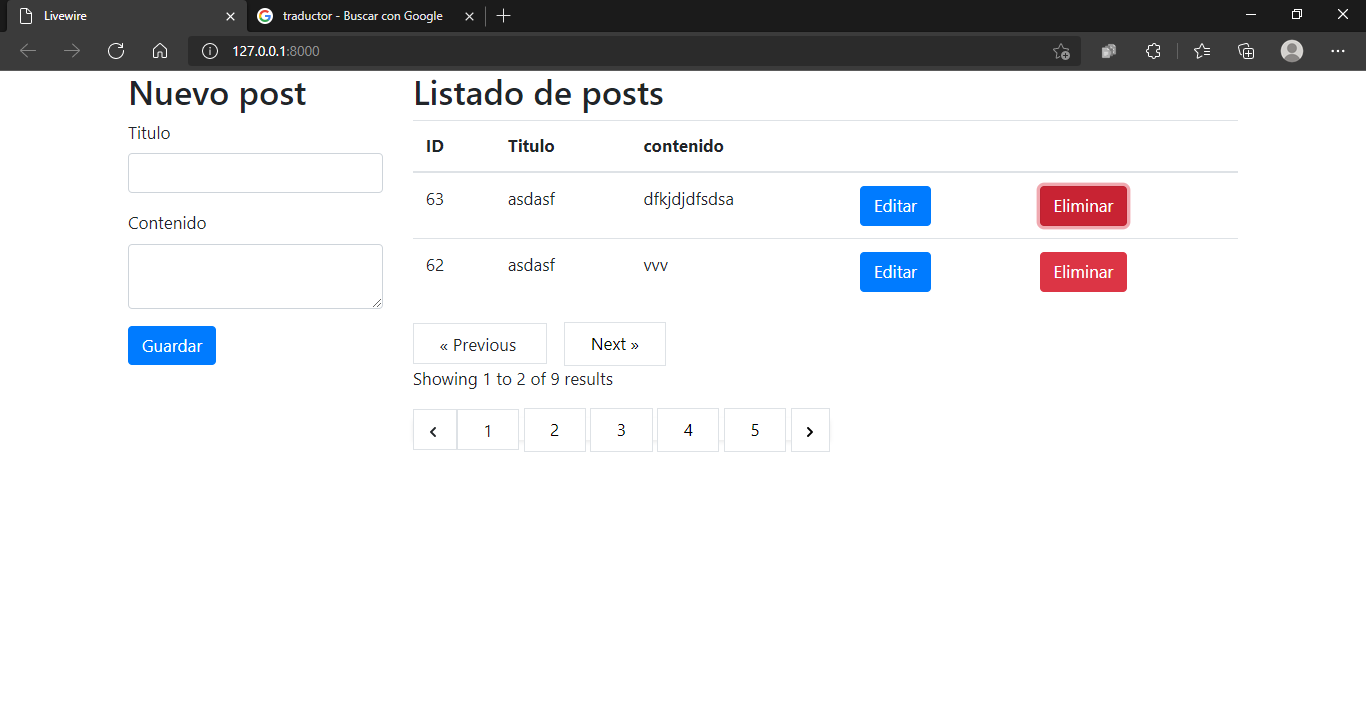 Livewire
traductor - Buscar con Google
127.0.0.1:8000
Nuevo post
Titulo
Contenido
Guardar
Listado de posts
ID Titulo contenido
63 asdasf dfkjdjdfsdsa Editar Eliminar
62 asdasf vvv Editar Eliminar
« Previous Next »
Showing 1 to 2 of 9 results
‹ 1 2 3 4 5 ›